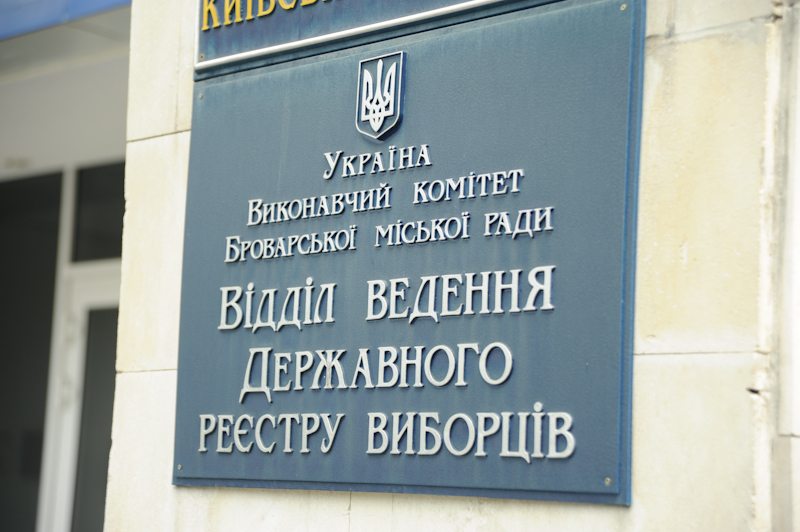 Україна
Виконавчий комітет
Броварської міської ради
Відділ ведення
Державного
реєстру виборців